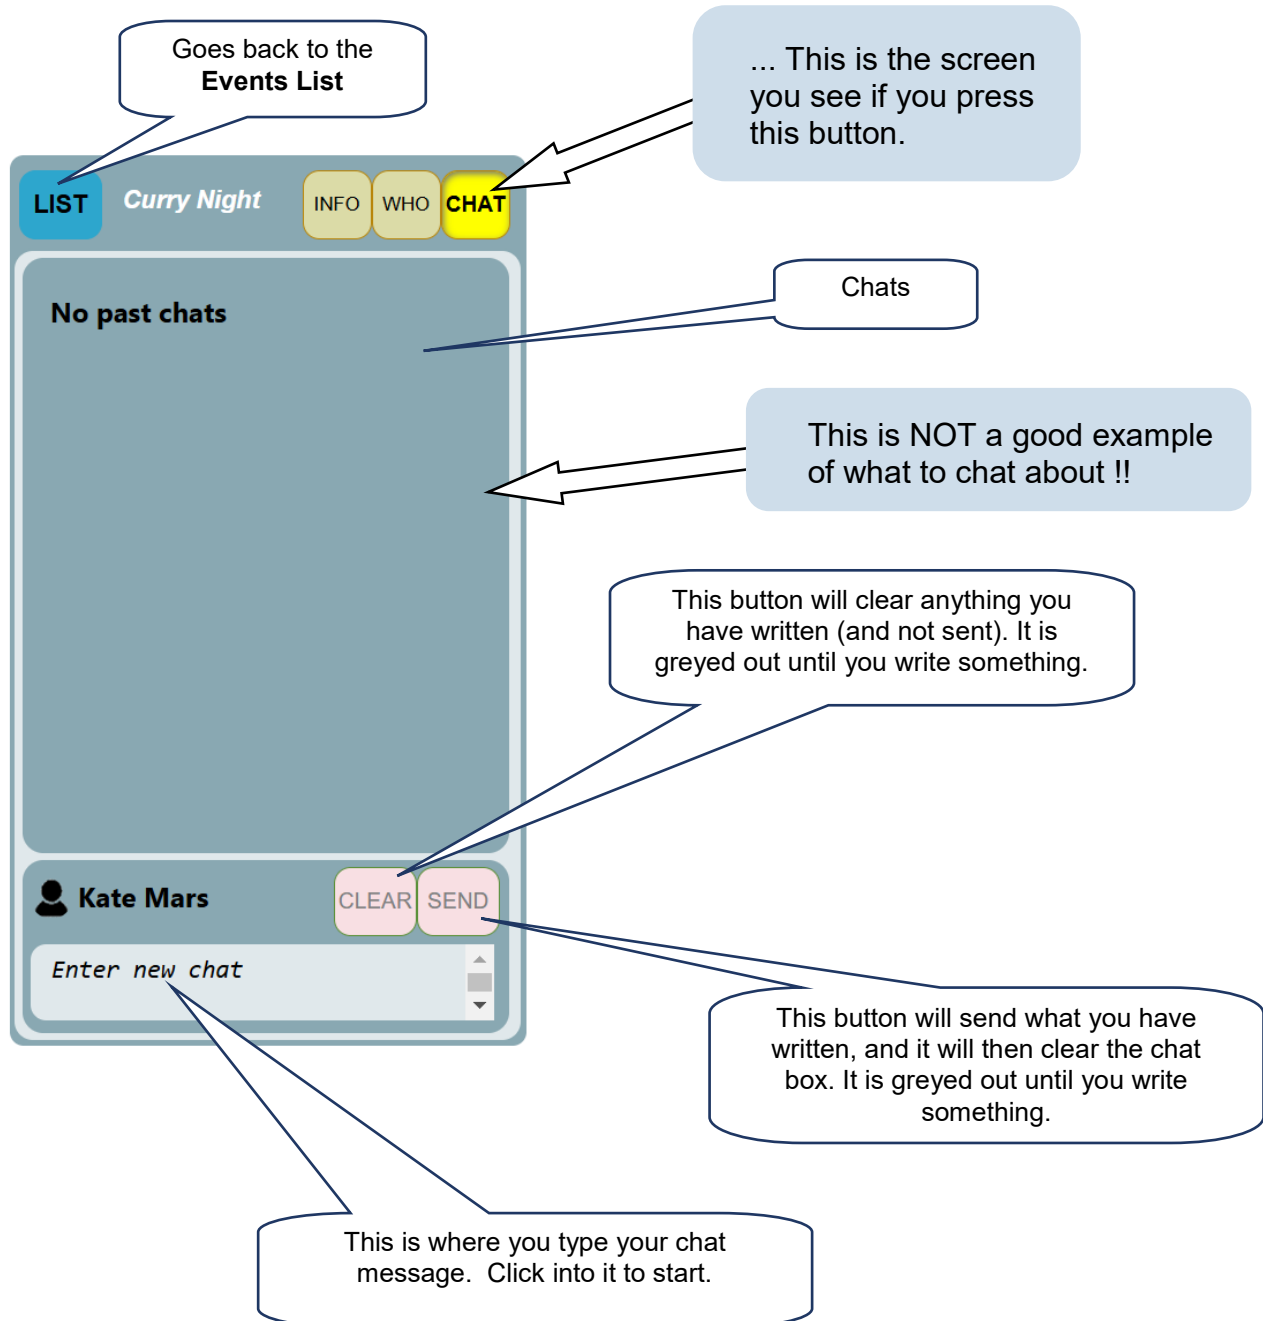 Goes back to the
Events List
... This is the screen
you see if you press
this button.
LIST
Curry Night
INFO
WHO
CHAT
No past chats
Chats
This is NOT a good example
of what to chat about !!
This button will clear anything you
have written (and not sent). It is
greyed out until you write something.
Kate Mars
CLEAR
SEND
Enter new chat
This button will send what you have
written, and it will then clear the chat
box. It is greyed out until you write
something.
This is where you type your chat
message.  Click into it to start.